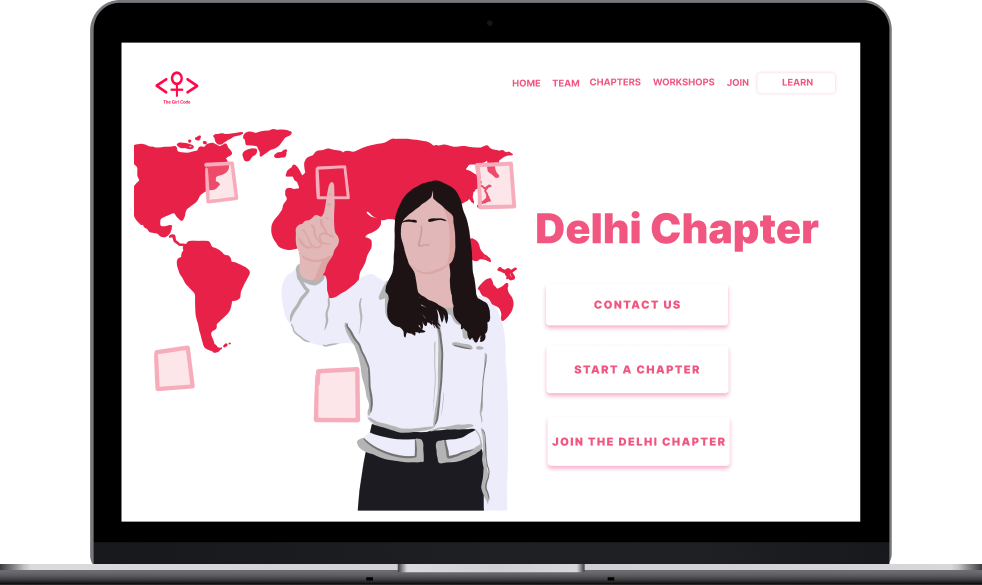 The Girl Code
HOME TEAM CHAPTERS WORKSHOPS JOIN LEARN
Delhi Chapter
CONTACT US
START A CHAPTER
JOIN THE DELHI CHAPTER